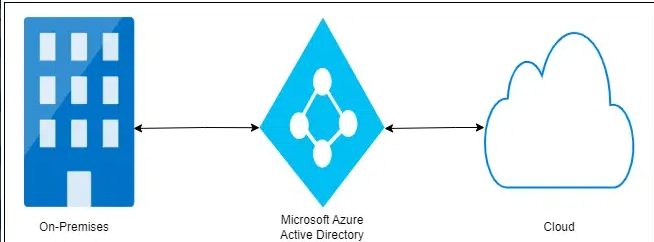 On-Premises
Microsoft Azure
Active Directory
Cloud